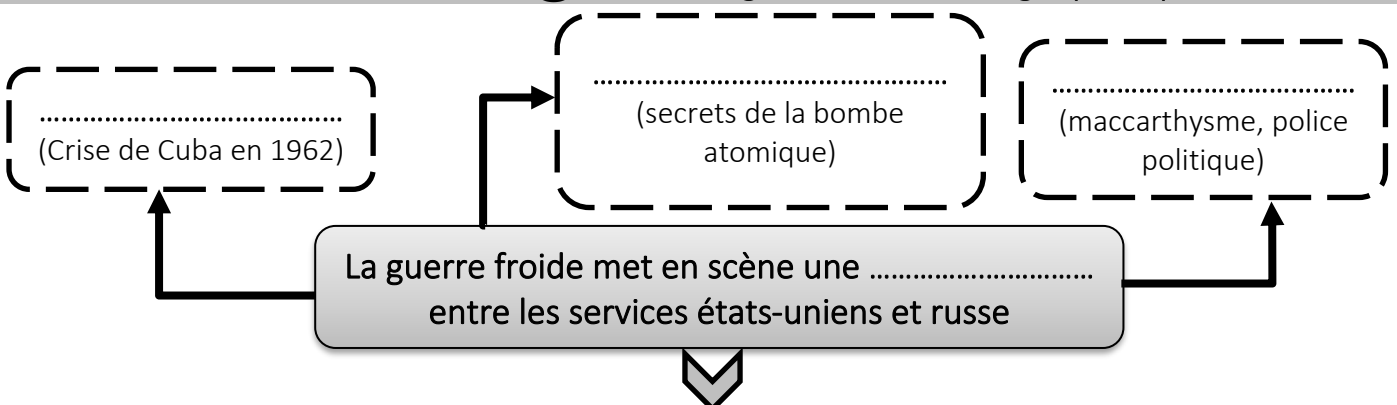 …………………………………………
(Crise de Cuba en 1962)
…………………………………………
(secrets de la bombe
atomique)
…………………………………………
(maccarthysme, police
politique)
La guerre froide met en scène une ……………………………
entre les services états-uniens et russe